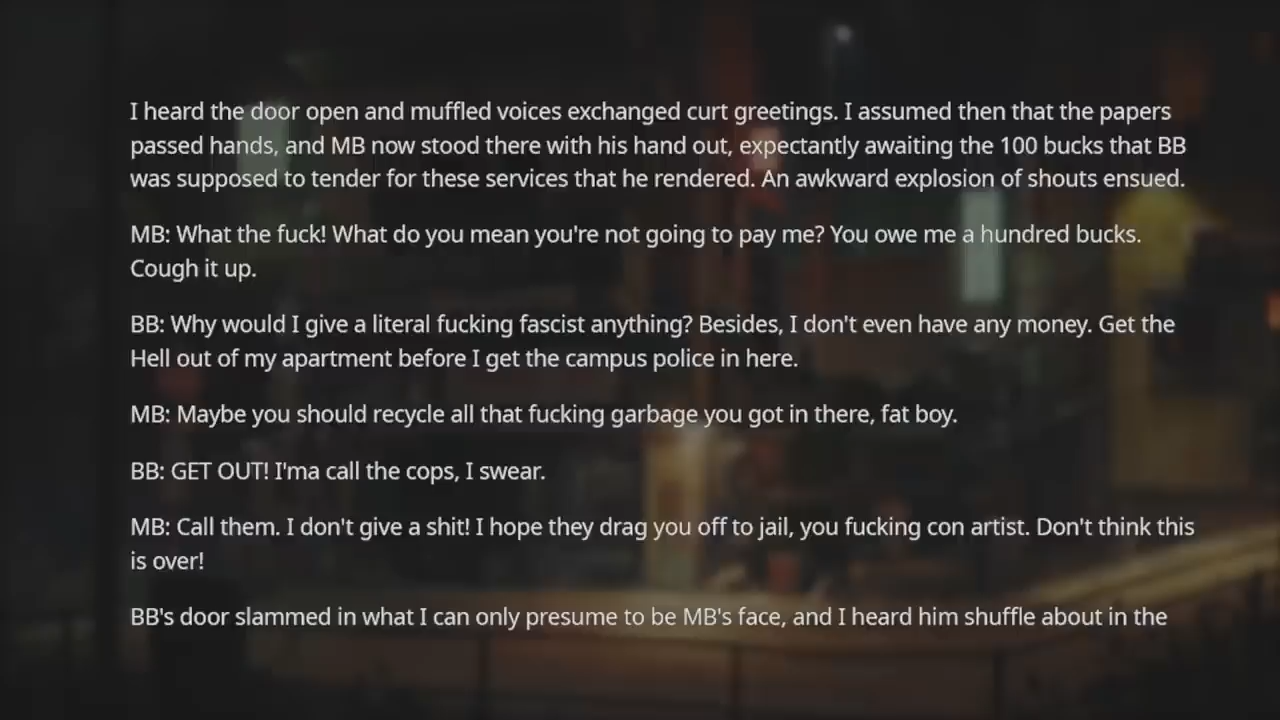 I heard the door open and muffled voices exchanged curt greetings. I assumed then that the papers
passed hands, and MB now stood there with his hand out, expectantly awaiting the 100 bucks that BB
was supposed to tender for these services that he rendered. An awkward explosion of shouts ensued.
MB: What the fuck! What do you mean you're not going to pay me? You owe me a hundred bucks.
Cough it up.
BB: Why would I give a literal fucking fascist anything? Besides, I don't even have any money. Get the
Hell out of my apartment before I get the campus police in here.
MB: Maybe you should recycle all that fucking garbage you got in there, fat boy.
BB: GET OUT! I'ma call the cops, I swear.
MB: Call them. I don't give a shit! I hope they drag you off to jail, you fucking con artist. Don't think this
is over!
BB's door slammed in what I can only presume to be MB's face, and I heard him shuffle about in the